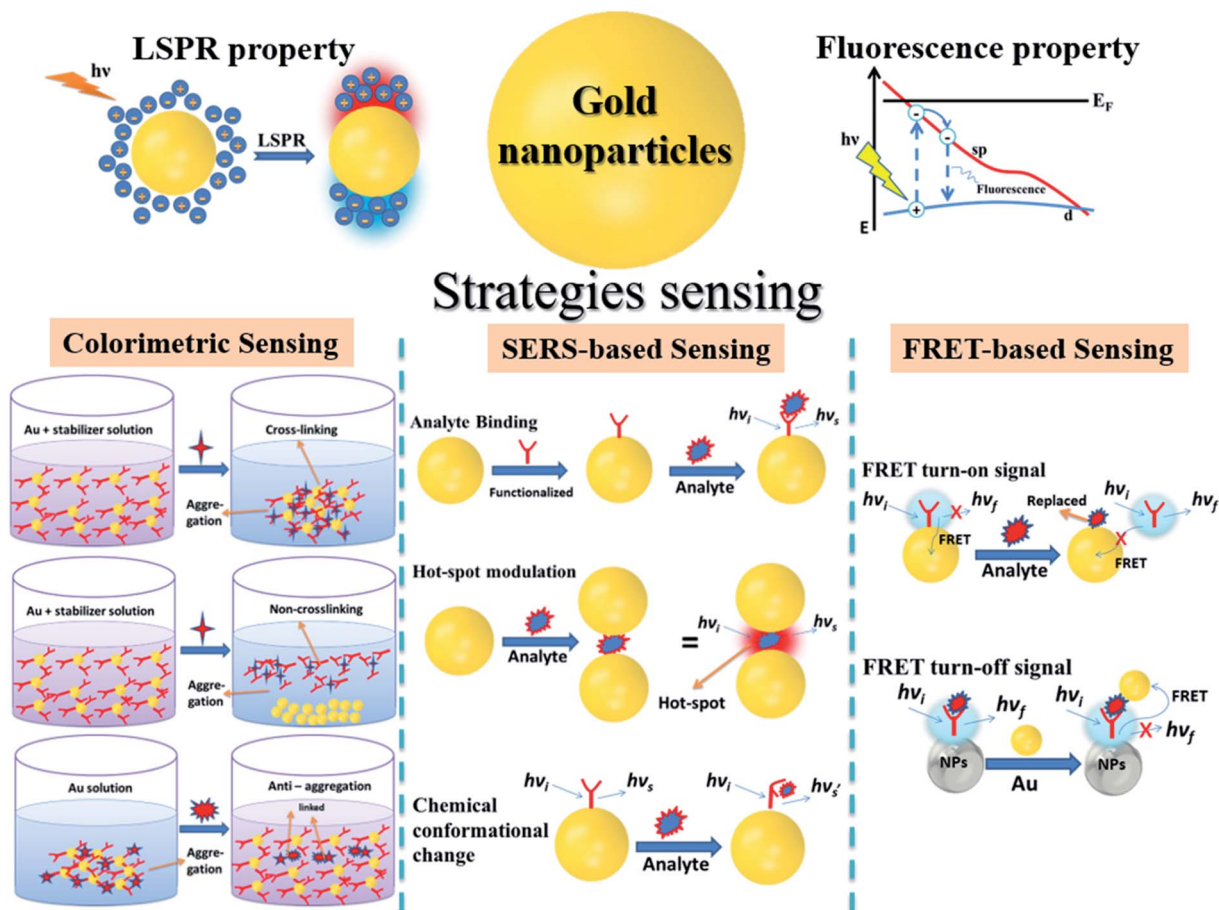 LSPR property
hν
LSPR
Gold
nanoparticles
Fluorescence property
E_F
hν
sp
Fluorescence
d
E
Strategies sensing
Colorimetric Sensing
Au + stabilizer solution
Cross-linking
Aggre-
gation
Au + stabilizer solution
Non-crosslinking
Aggre-
gation
Au solution
Anti – aggregation
linked
Aggre-
gation
SERS-based Sensing
Analyte Binding
Functionalized
Analyte
hν_i
hν_s
Hot-spot modulation
Analyte
=
hν_i
hν_s
Hot-spot
Chemical
conformational
change
hν_i
hν_s
Analyte
hν_i
hν_s'
FRET-based Sensing
FRET turn-on signal
hν_i
X
hν_f
FRET
Analyte
Replaced
hν_i
hν_f
X
FRET
FRET turn-off signal
hν_i
hν_f
NPs
Au
hν_i
FRET
X
hν_f
NPs